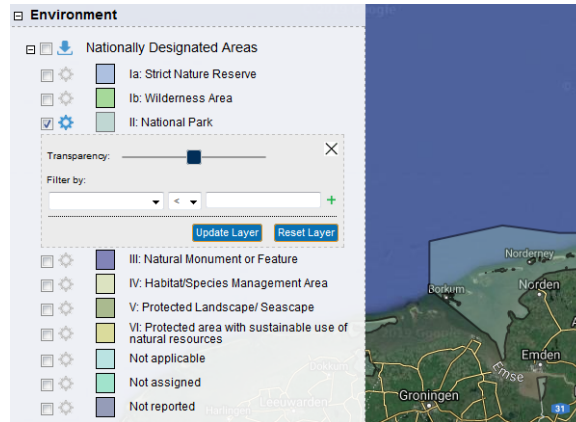 Environment
Nationally Designated Areas
Ia: Strict Nature Reserve
Ib: Wilderness Area
II: National Park
Transparency:
Filter by:
<
+
Update Layer
Reset Layer
III: Natural Monument or Feature
IV: Habitat/Species Management Area
V: Protected Landscape/ Seascape
VI: Protected area with sustainable use of
natural resources
Not applicable
Not assigned
Not reported
Norderney
Borkum
Norden
Emden
Emse
Groningen
31
Leeuwarden
Harlingen